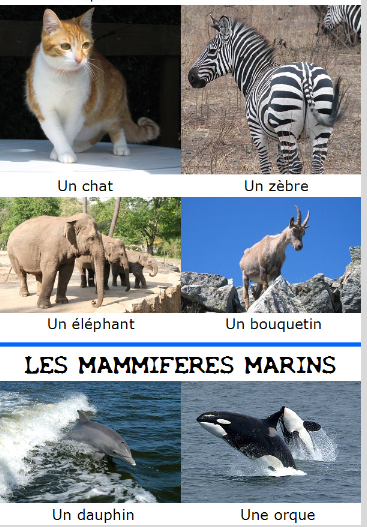 Un chat
Un zèbre
Un éléphant
Un bouquetin
LES MAMMIFERES MARINS
Un dauphin
Une orque